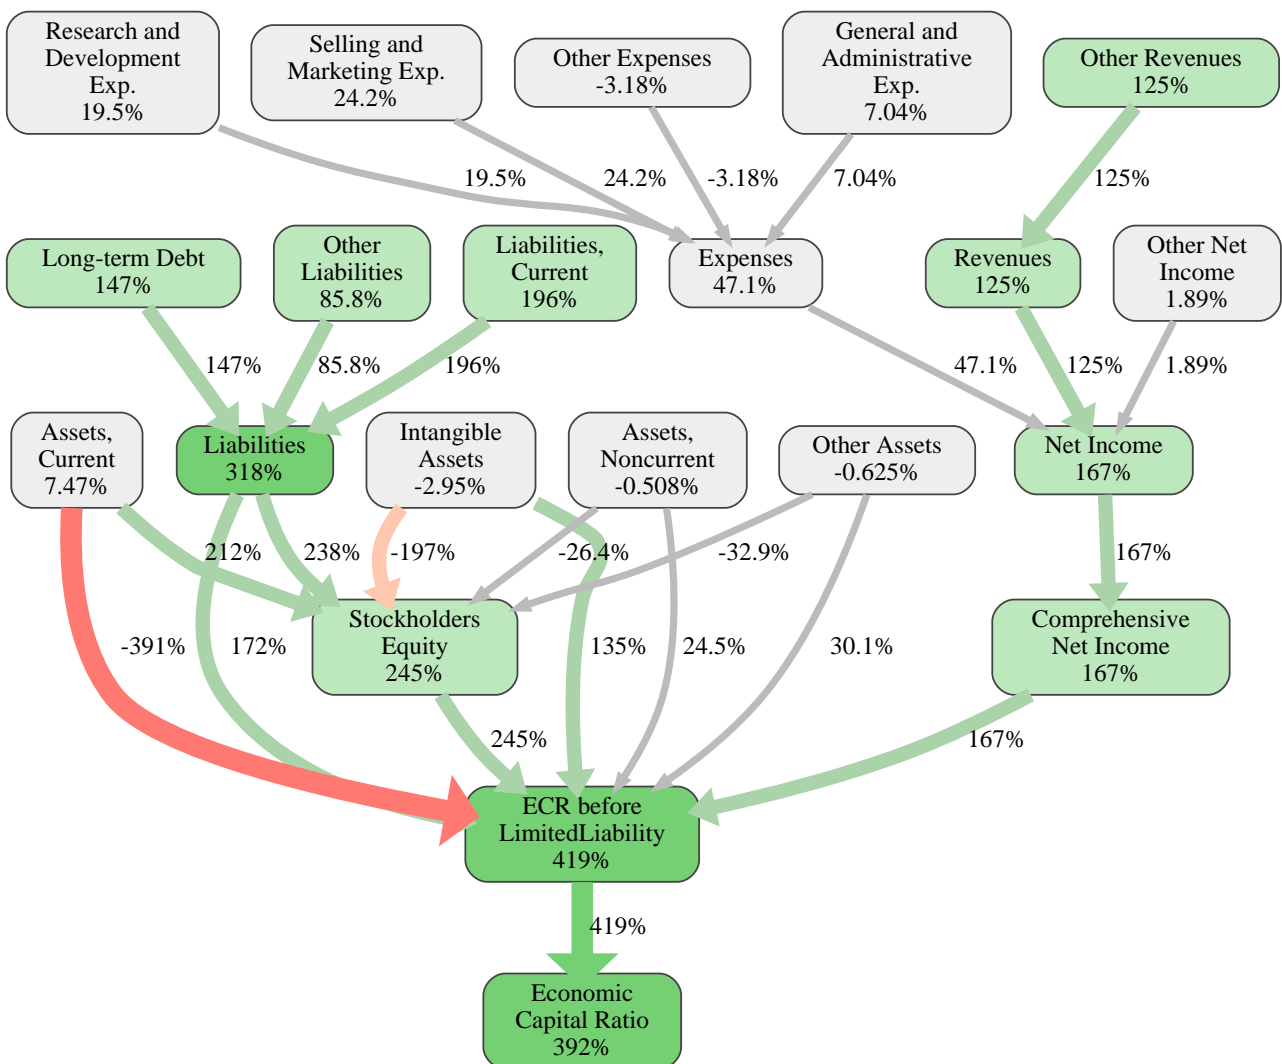 Research and
Development
Exp.
19.5%
Selling and
Marketing Exp.
24.2%
Other Expenses
-3.18%
General and
Administrative
Exp.
7.04%
Other Revenues
125%
19.5%
24.2%
-3.18%
7.04%
125%
Long-term Debt
147%
Other
Liabilities
85.8%
Liabilities,
Current
196%
Expenses
47.1%
Revenues
125%
Other Net
Income
1.89%
147%
85.8%
196%
47.1%
125%
1.89%
Assets,
Current
7.47%
Liabilities
318%
Intangible
Assets
-2.95%
Assets,
Noncurrent
-0.508%
Other Assets
-0.625%
Net Income
167%
212%
238%
-197%
-26.4%
-32.9%
167%
Stockholders
Equity
245%
Comprehensive
Net Income
167%
-391%
172%
135%
24.5%
30.1%
245%
167%
ECR before
LimitedLiability
419%
419%
Economic
Capital Ratio
392%